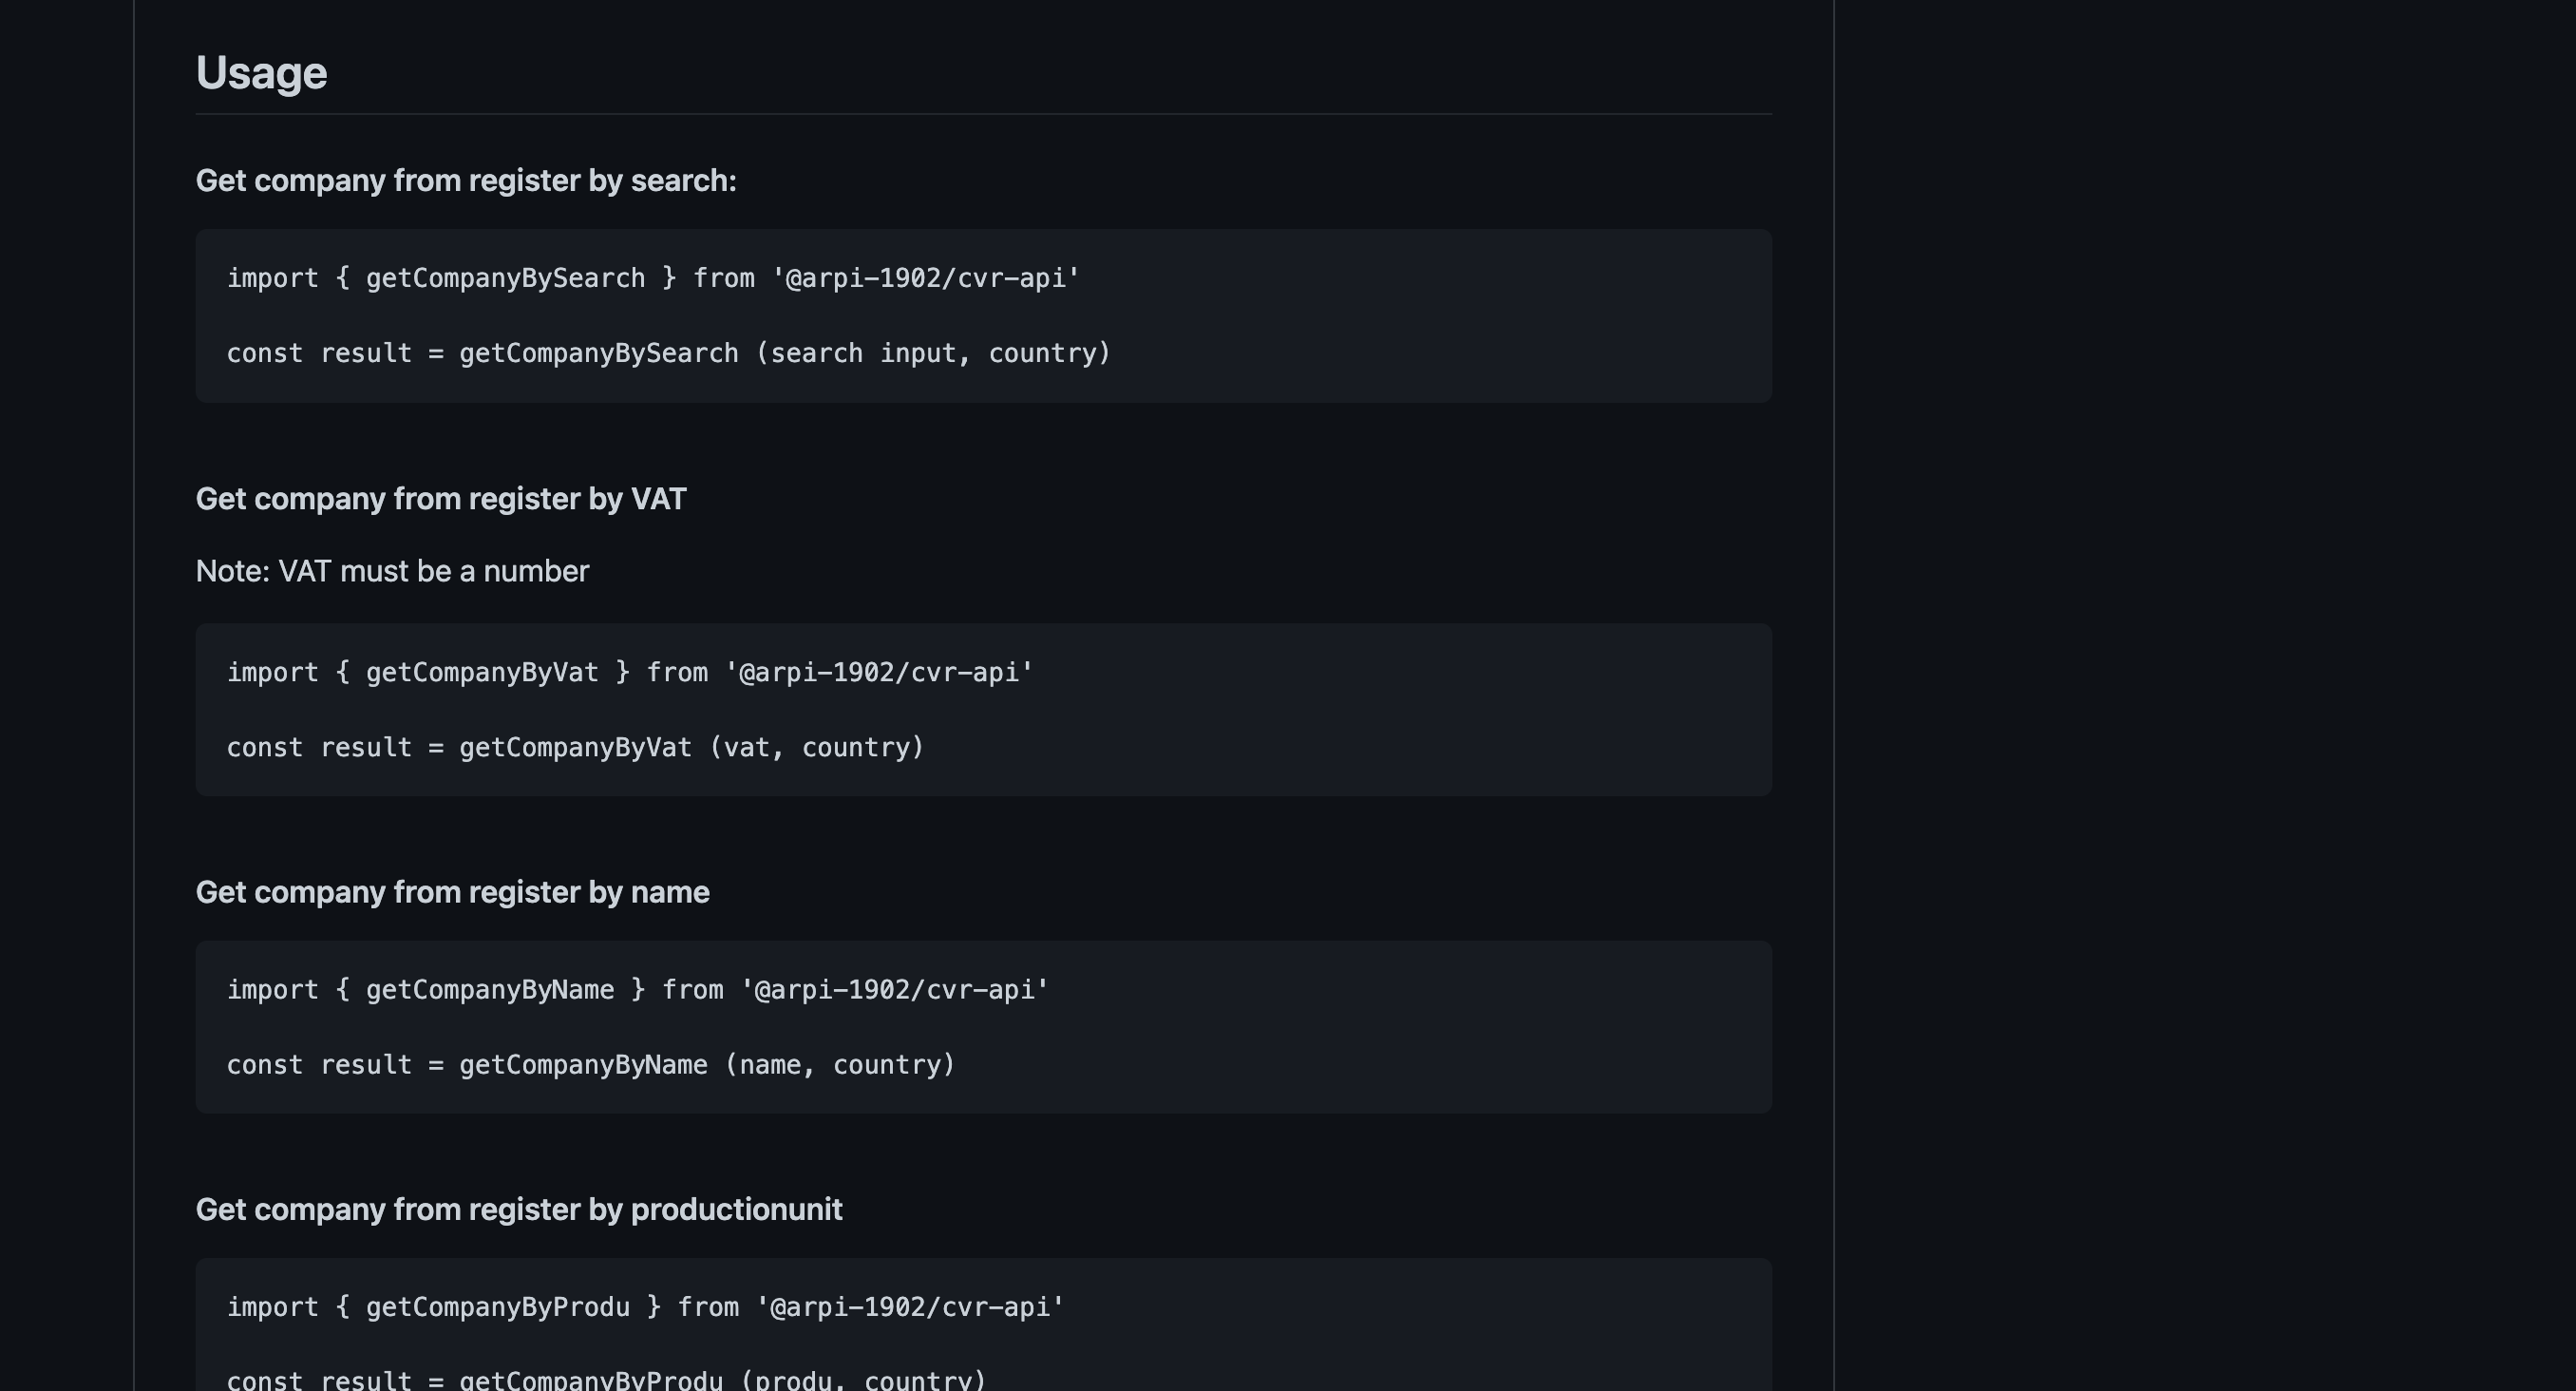 Usage
Get company from register by search:
import { getCompanyBySearch } from '@arpi-1902/cvr-api'
const result = getCompanyBySearch (search input, country)
Get company from register by VAT
Note: VAT must be a number
import { getCompanyByVat } from '@arpi-1902/cvr-api'
const result = getCompanyByVat (vat, country)
Get company from register by name
import { getCompanyByName } from '@arpi-1902/cvr-api'
const result = getCompanyByName (name, country)
Get company from register by productionunit
import { getCompanyByProdu } from '@arpi-1902/cvr-api'
const result = getCompanyByProdu (produ, country)